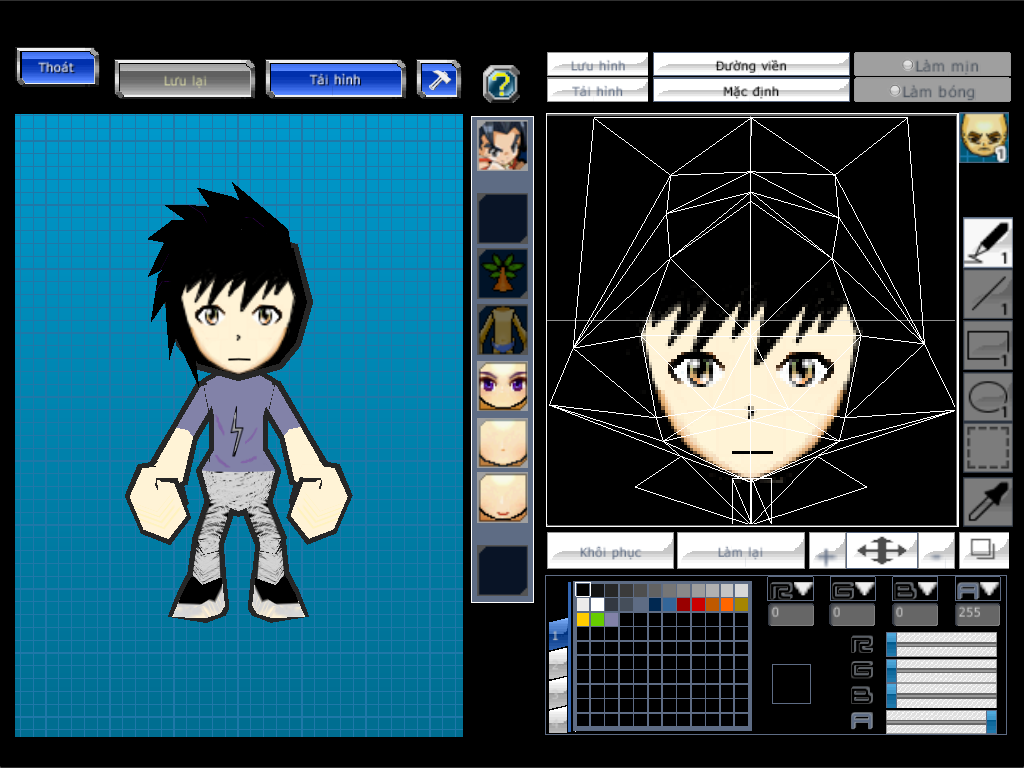 Thoát
Lưu lại
Tải hình
?
Lưu hình
Đường viền
Làm mịn
Tải hình
Mặc định
Làm bóng
1
1
1
1
1
Khôi phục
Làm lại
+
-
R
G
B
A
0
0
0
255
1
R
G
B
A